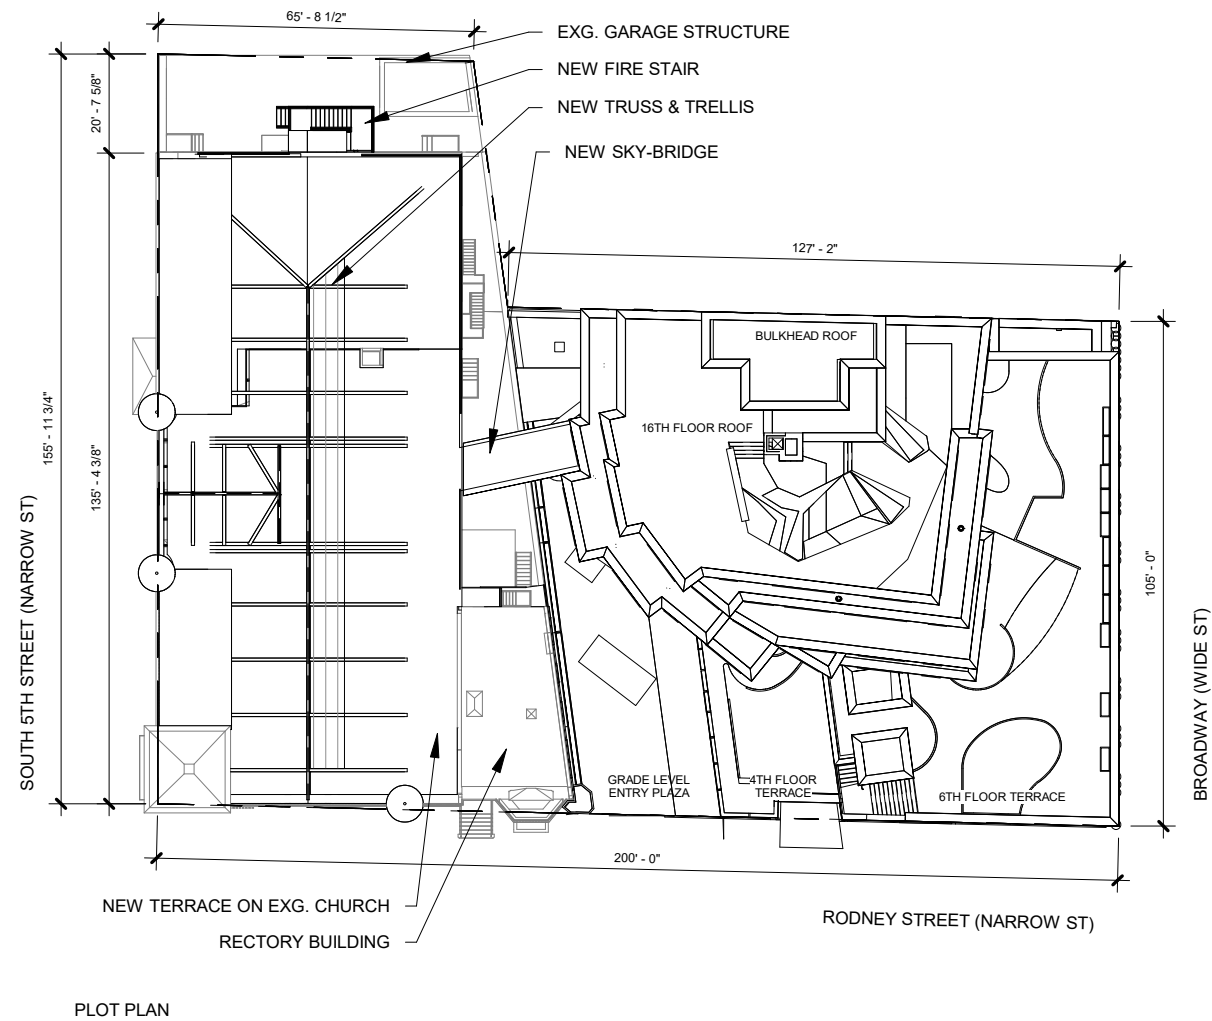 65' - 8 1/2"
EXG. GARAGE STRUCTURE
NEW FIRE STAIR
20' - 7 5/8"
NEW TRUSS & TRELLIS
NEW SKY-BRIDGE
127' - 2"
BULKHEAD ROOF
16TH FLOOR ROOF
155' - 11 3/4"
135' - 4 3/8"
105' - 0"
SOUTH 5TH STREET (NARROW ST)
BROADWAY (WIDE ST)
GRADE LEVEL
ENTRY PLAZA
4TH FLOOR
TERRACE
6TH FLOOR TERRACE
200' - 0"
NEW TERRACE ON EXG. CHURCH
RODNEY STREET (NARROW ST)
RECTORY BUILDING
PLOT PLAN